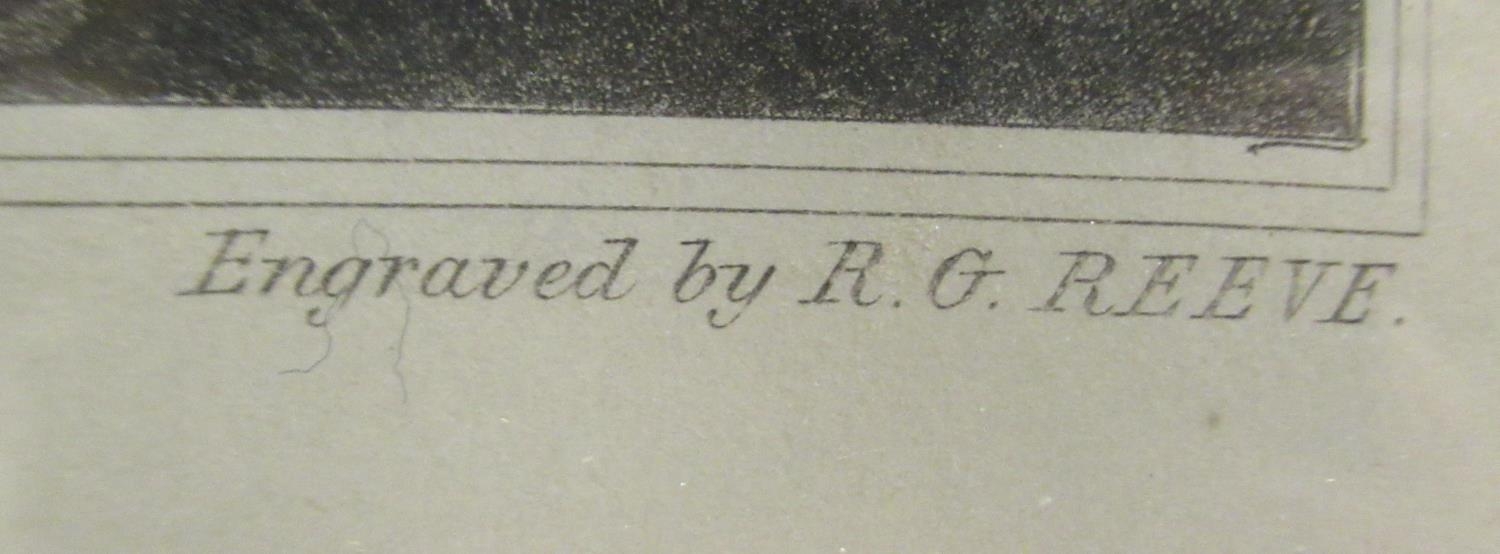 Engraved by R. G. REEVE.